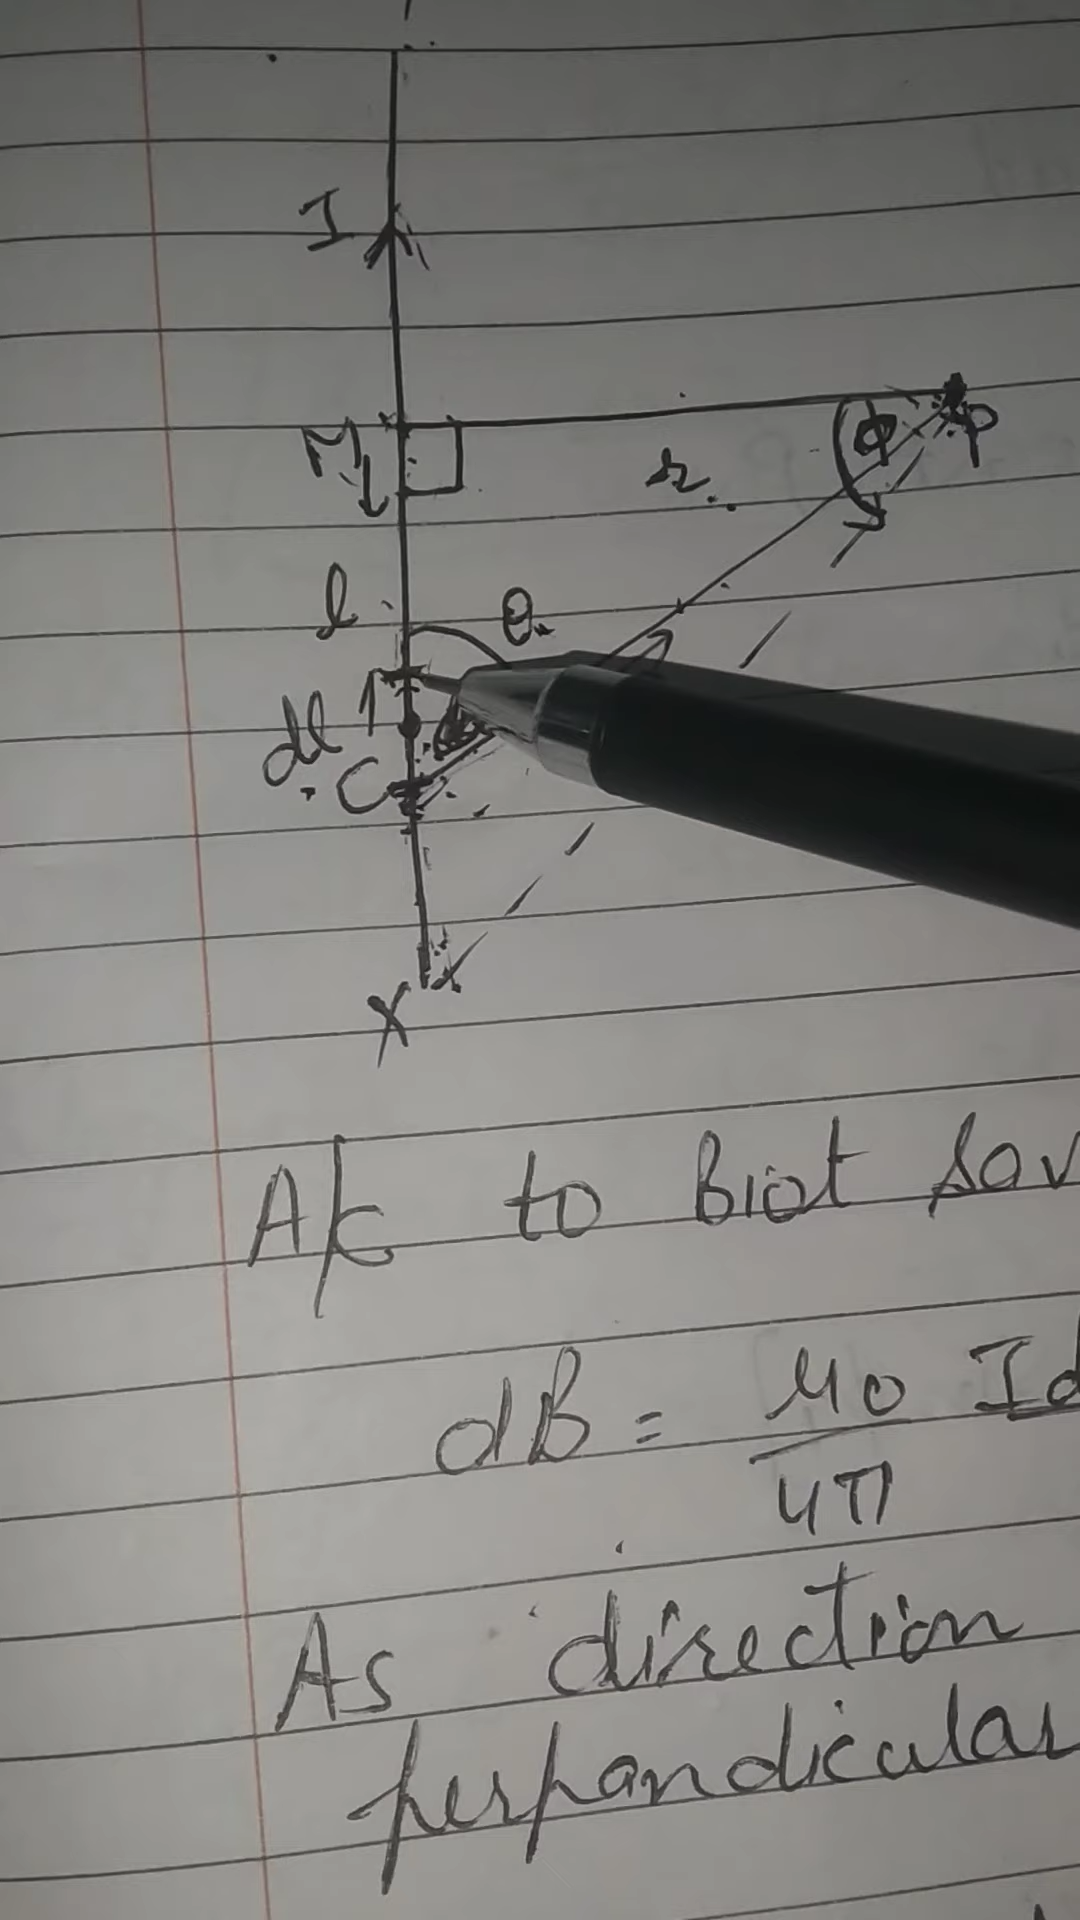 I
M
r
ϕ
P
l
θ
dl
C
X
A/c to Biot Sav
dB = μ0 Id
4π
As direction
perpandicular